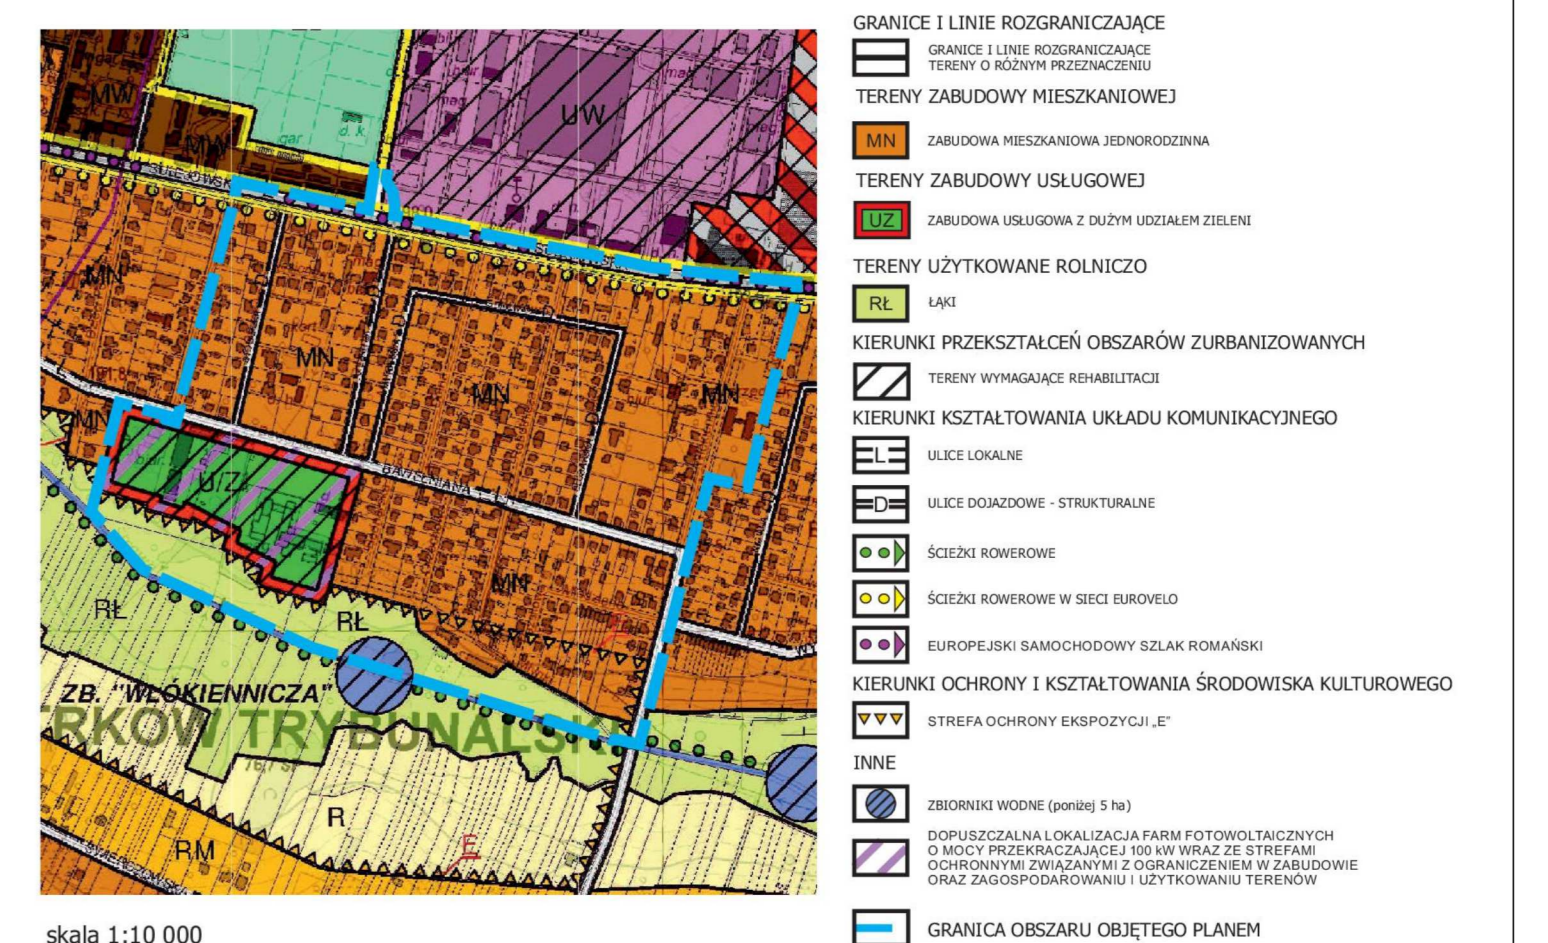 MW
MW
gar
d. k.
UW
SULEJOWSK
MN
MN
MN
MN
MN
U/Z
BAWEŁNIANA
MN
RŁ
RŁ
ZB. "WŁÓKIENNICZA"
RKÓW TRYBUNALSK
R
E
RM
skala 1:10 000
GRANICE I LINIE ROZGRANICZAJĄCE
GRANICE I LINIE ROZGRANICZAJĄCE
TERENY O RÓŻNYM PRZEZNACZENIU
TERENY ZABUDOWY MIESZKANIOWEJ
MN ZABUDOWA MIESZKANIOWA JEDNORODZINNA
TERENY ZABUDOWY USŁUGOWEJ
UZ ZABUDOWA USŁUGOWA Z DUŻYM UDZIAŁEM ZIELENI
TERENY UŻYTKOWANE ROLNICZO
RŁ ŁĄKI
KIERUNKI PRZEKSZTAŁCEŃ OBSZARÓW ZURBANIZOWANYCH
TERENY WYMAGAJĄCE REHABILITACJI
KIERUNKI KSZTAŁTOWANIA UKŁADU KOMUNIKACYJNEGO
L ULICE LOKALNE
D ULICE DOJAZDOWE - STRUKTURALNE
ŚCIEŻKI ROWEROWE
ŚCIEŻKI ROWEROWE W SIECI EUROVELO
EUROPEJSKI SAMOCHODOWY SZLAK ROMAŃSKI
KIERUNKI OCHRONY I KSZTAŁTOWANIA ŚRODOWISKA KULTUROWEGO
STREFA OCHRONY EKSPOZYCJI „E”
INNE
ZBIORNIKI WODNE (poniżej 5 ha)
DOPUSZCZALNA LOKALIZACJA FARM FOTOWOLTAICZNYCH
O MOCY PRZEKRACZAJĄCEJ 100 kW WRAZ ZE STREFAMI
OCHRONNYMI ZWIĄZANYMI Z OGRANICZENIEM W ZABUDOWIE
ORAZ ZAGOSPODAROWANIU I UŻYTKOWANIU TERENÓW
GRANICA OBSZARU OBJĘTEGO PLANEM